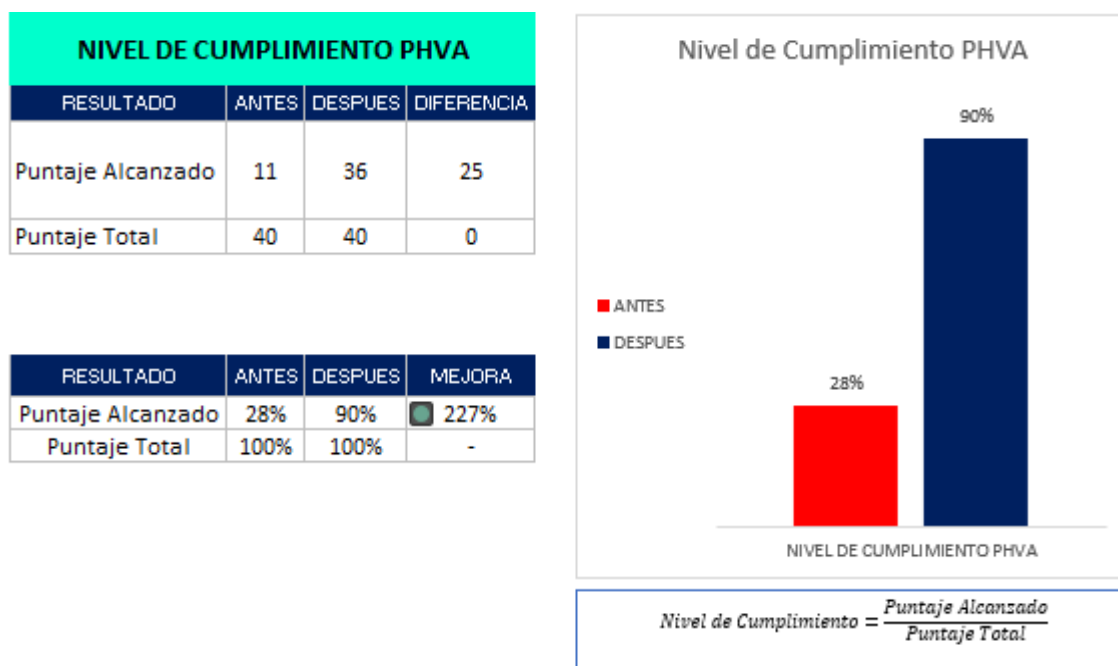 NIVEL DE CUMPLIMIENTO PHVA
RESULTADO ANTES DESPUES DIFERENCIA
Puntaje Alcanzado 11 36 25
Puntaje Total 40 40 0
RESULTADO ANTES DESPUES MEJORA
Puntaje Alcanzado 28% 90% 227%
Puntaje Total 100% 100% -
Nivel de Cumplimiento PHVA
90%
ANTES
DESPUES
28%
NIVEL DE CUMPLIMIENTO PHVA
Nivel de Cumplimiento = Puntaje Alcanzado
Puntaje Total